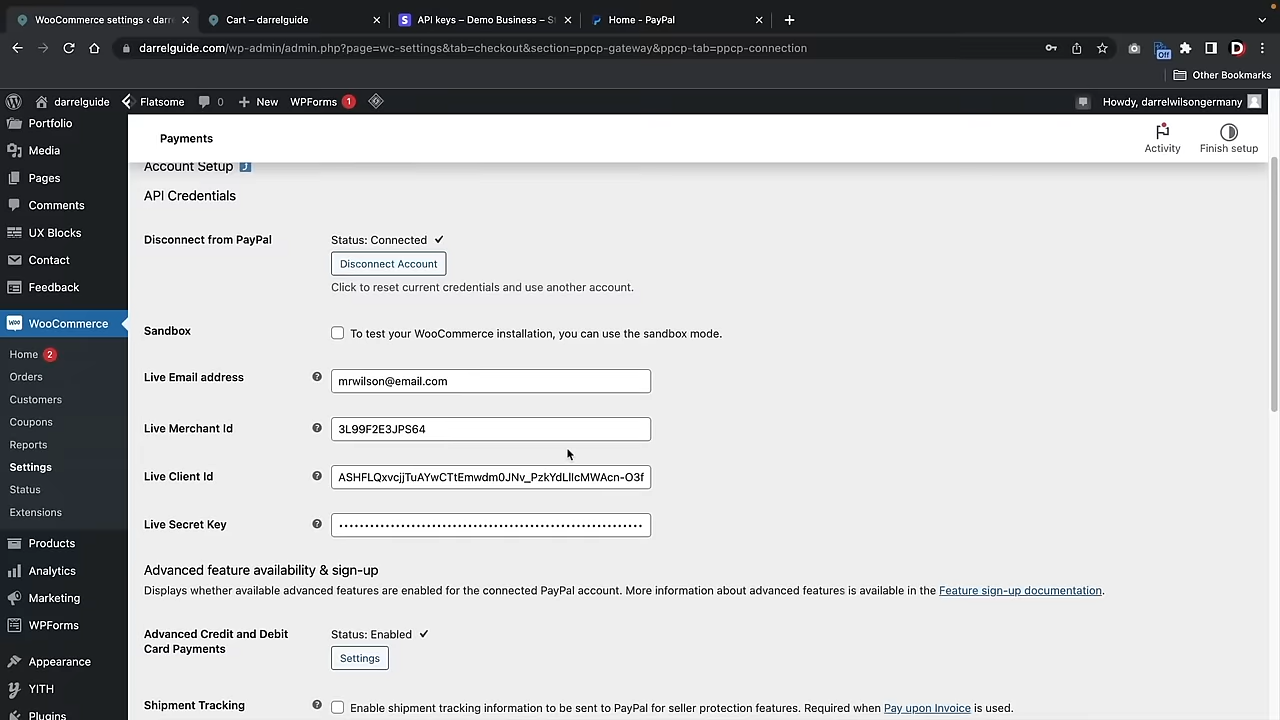 WooCommerce settings ‹ darre
Cart – darrelguide
API keys – Demo Business – St
Home - PayPal
darrelguide.com/wp-admin/admin.php?page=wc-settings&tab=checkout&section=ppcp-gateway&ppcp-tab=ppcp-connection
Off
D
Other Bookmarks
darrelguide
Flatsome
0
New
WPForms 1
Howdy, darrelwilsongermany
Portfolio
Media
Pages
Comments
UX Blocks
Contact
Feedback
WooCommerce
Home 2
Orders
Customers
Coupons
Reports
Settings
Status
Extensions
Products
Analytics
Marketing
WPForms
Appearance
YITH
Plugins
Payments
Activity
Finish setup
Account Setup
API Credentials
Disconnect from PayPal
Status: Connected ✔
Disconnect Account
Click to reset current credentials and use another account.
Sandbox
To test your WooCommerce installation, you can use the sandbox mode.
Live Email address
mrwilson@email.com
Live Merchant Id
3L99F2E3JPS64
Live Client Id
ASHFLQxvcjjTuAYwCTtEmwdm0JNv_PzkYdLIlcMWAcn-O3f
Live Secret Key
Advanced feature availability & sign-up
Displays whether available advanced features are enabled for the connected PayPal account. More information about advanced features is available in the Feature sign-up documentation.
Advanced Credit and Debit
Card Payments
Status: Enabled ✔
Settings
Shipment Tracking
Enable shipment tracking information to be sent to PayPal for seller protection features. Required when Pay upon Invoice is used.